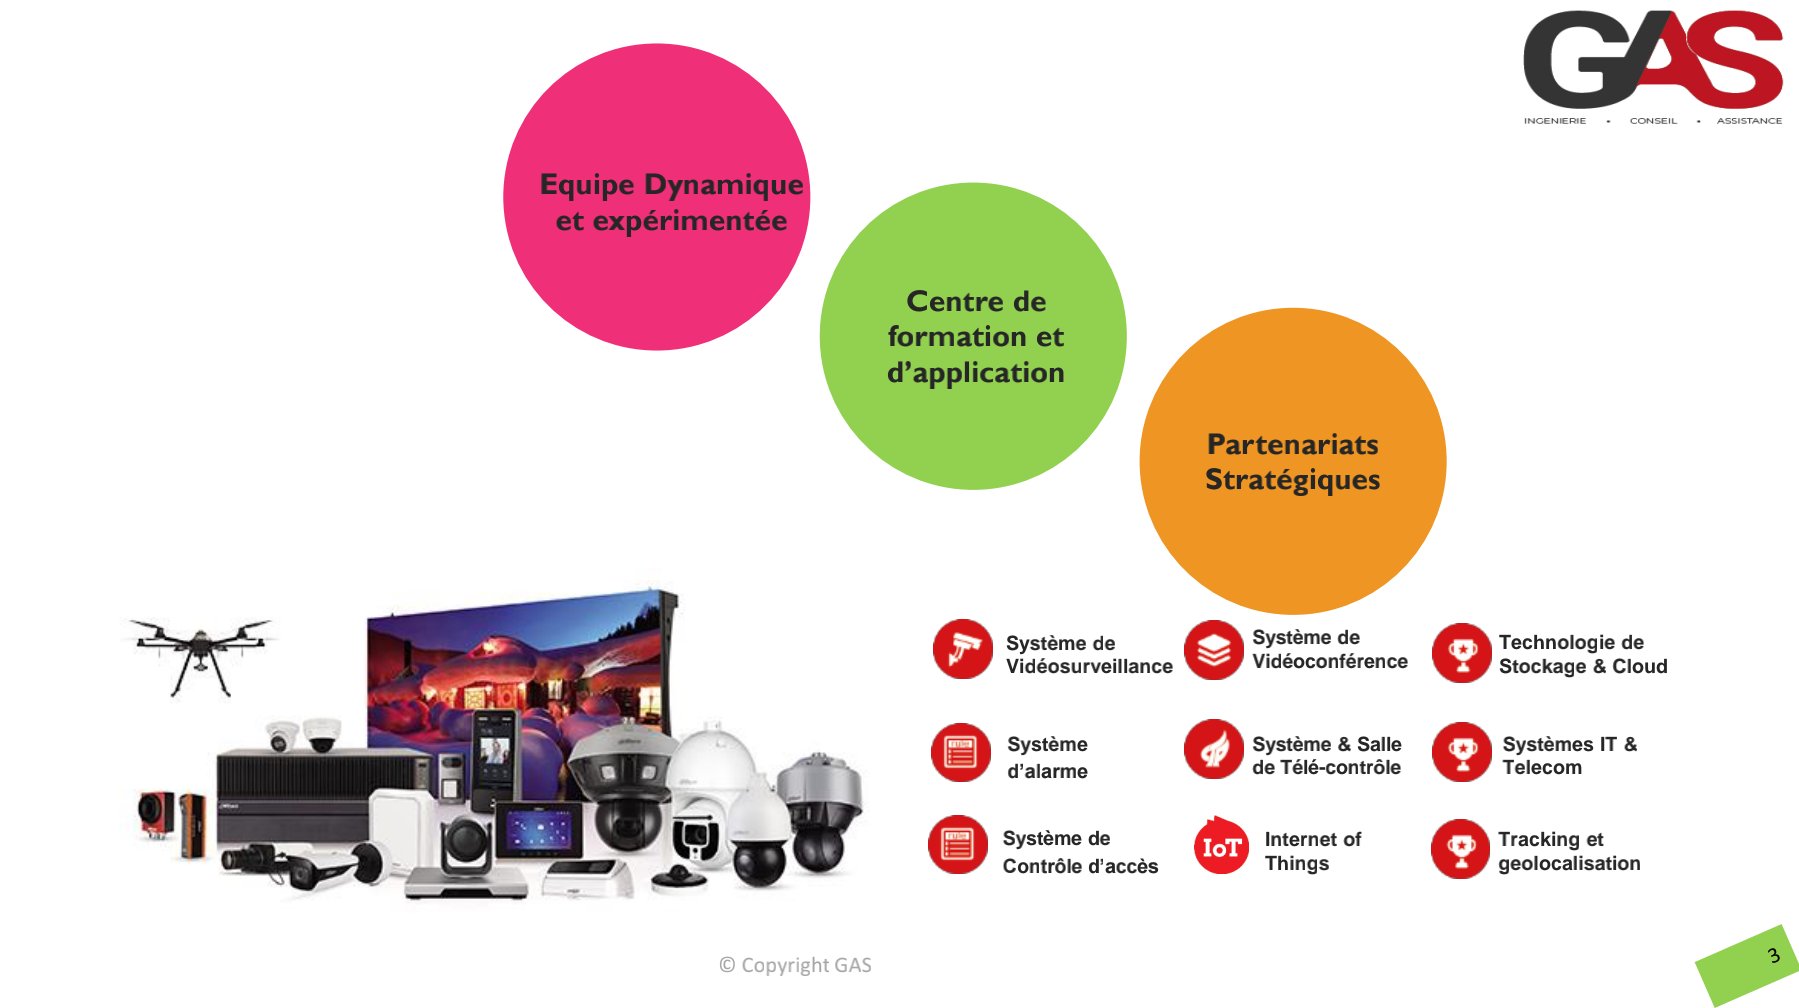 GAS
INGENIERIE • CONSEIL • ASSISTANCE
Equipe Dynamique
et expérimentée
Centre de
formation et
d’application
Partenariats
Stratégiques
Système de
Vidéosurveillance
Système de
Vidéoconférence
Technologie de
Stockage & Cloud
Système
d’alarme
Système & Salle
de Télé-contrôle
Systèmes IT &
Telecom
Système de
Contrôle d’accès
IoT
Internet of
Things
Tracking et
geolocalisation
© Copyright GAS
3